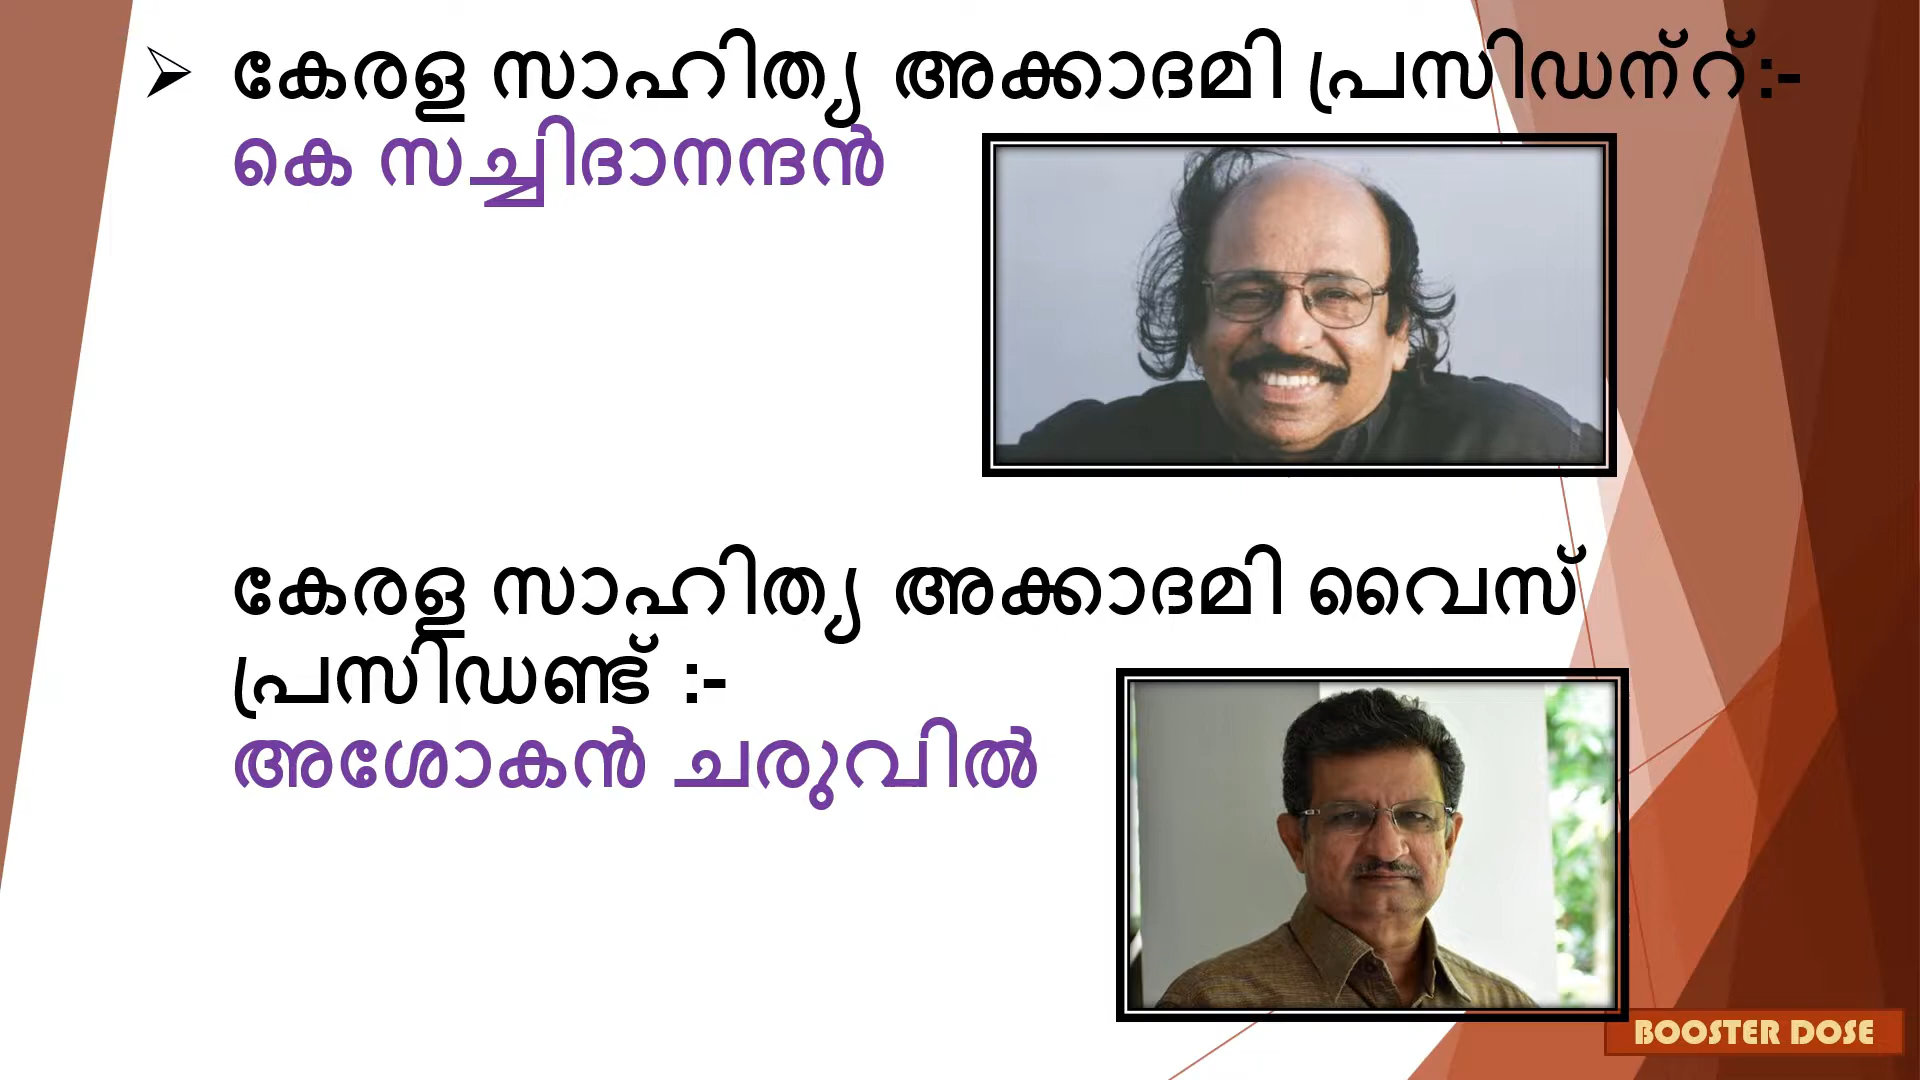 കേരള സാഹിത്യ അക്കാദമി പ്രസിഡന്റ്:-
കെ സച്ചിദാനന്ദൻ
കേരള സാഹിത്യ അക്കാദമി വൈസ്
പ്രസിഡണ്ട് :-
അശോകൻ ചരുവിൽ
BOOSTER DOSE